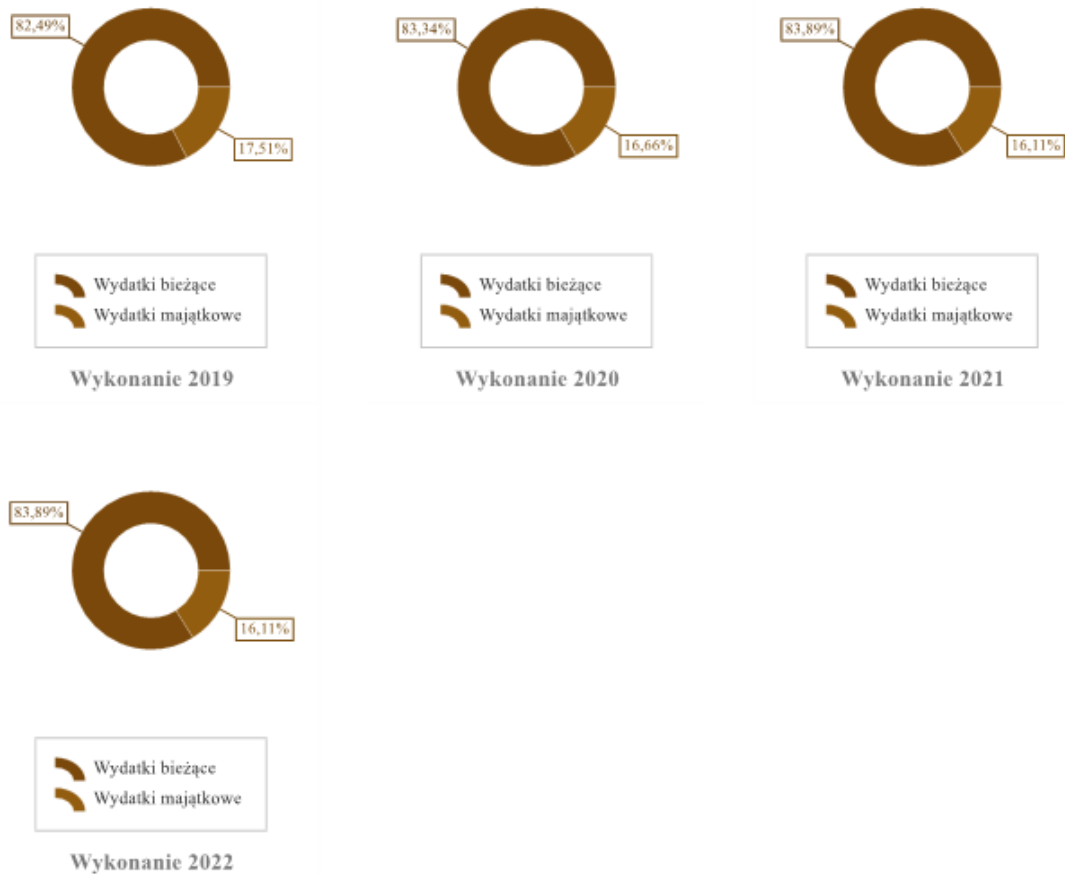 82,49%
17,51%
Wydatki bieżące
Wydatki majątkowe
Wykonanie 2019
83,34%
16,66%
Wydatki bieżące
Wydatki majątkowe
Wykonanie 2020
83,89%
16,11%
Wydatki bieżące
Wydatki majątkowe
Wykonanie 2021
83,89%
16,11%
Wydatki bieżące
Wydatki majątkowe
Wykonanie 2022